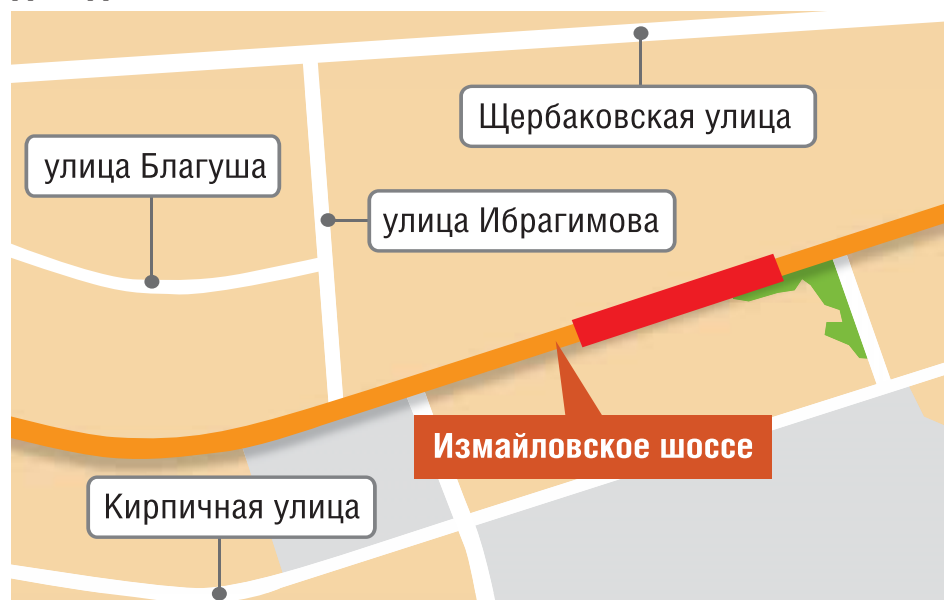 Щербаковская улица
улица Благуша
улица Ибрагимова
Измайловское шоссе
Кирпичная улица